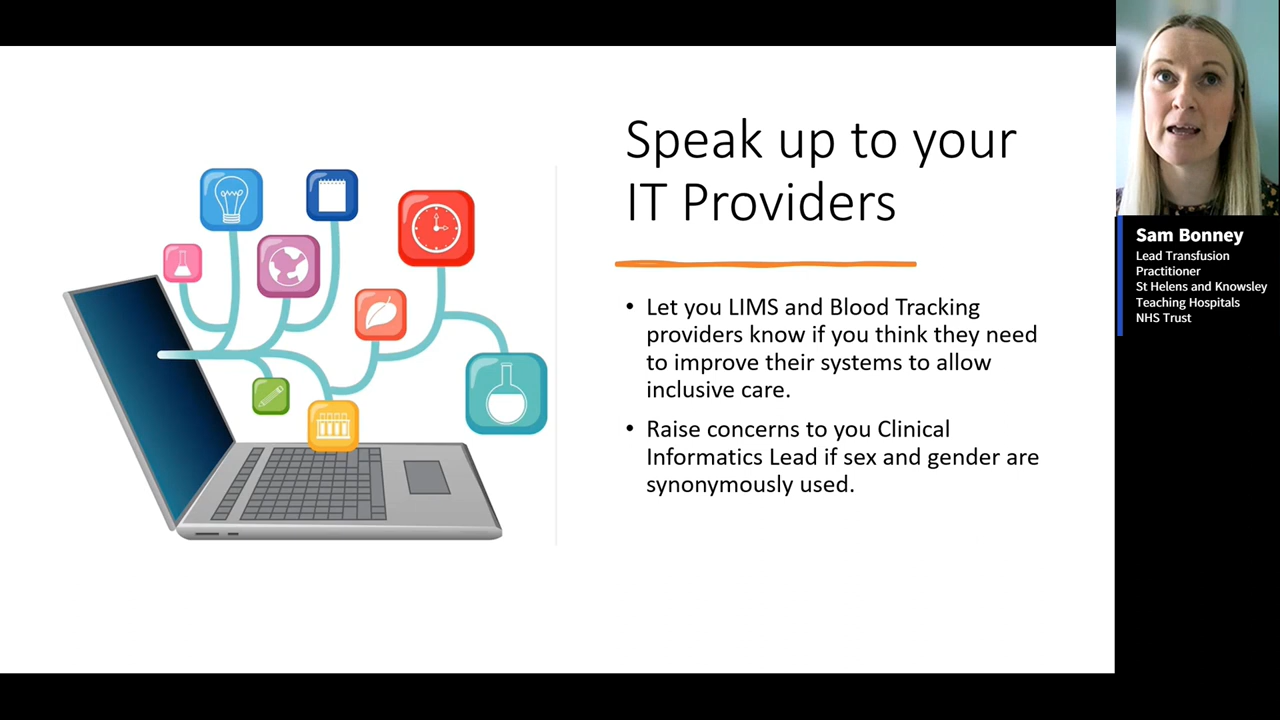 Speak up to your
IT Providers
• Let you LIMS and Blood Tracking
providers know if you think they need
to improve their systems to allow
inclusive care.
• Raise concerns to you Clinical
Informatics Lead if sex and gender are
synonymously used.
Sam Bonney
Lead Transfusion
Practitioner
St Helens and Knowsley
Teaching Hospitals
NHS Trust